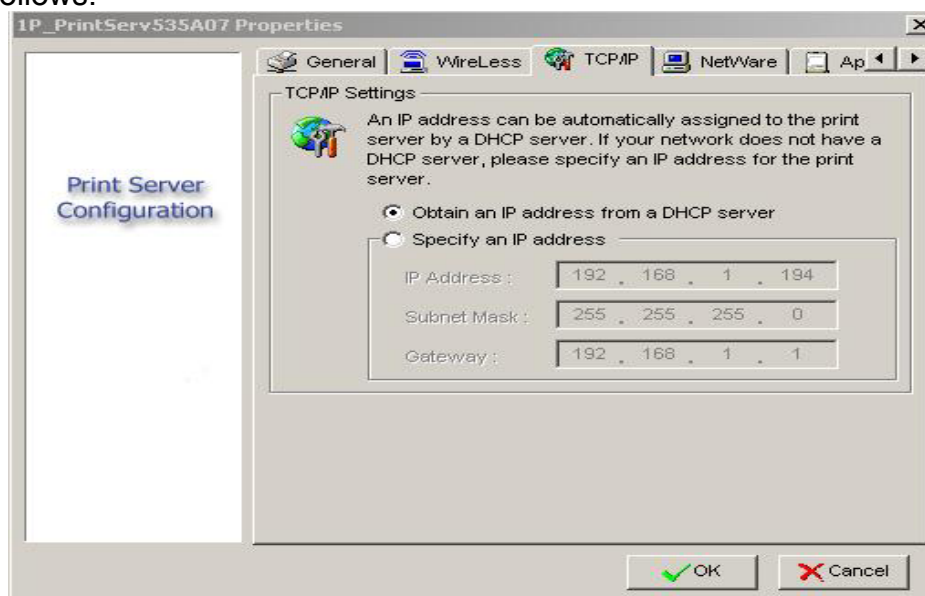 ollows:
1P_PrintServ535A07 Properties
General
WireLess
TCP/IP
NetWare
Ap
Print Server
Configuration
TCP/IP Settings
An IP address can be automatically assigned to the print
server by a DHCP server. If your network does not have a
DHCP server, please specify an IP address for the print
server.
Obtain an IP address from a DHCP server
Specify an IP address
IP Address : 192 . 168 . 1 . 194
Subnet Mask : 255 . 255 . 255 . 0
Gateway : 192 . 168 . 1 . 1
OK
Cancel